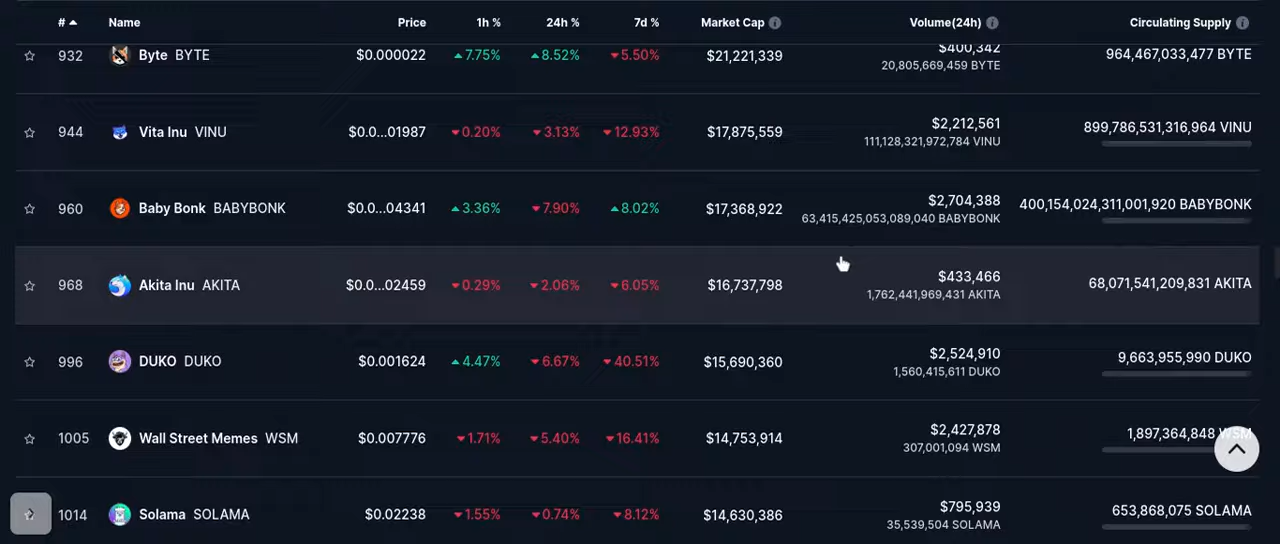 # Name Price 1h % 24h % 7d % Market Cap Volume(24h) Circulating Supply
932 Byte BYTE $0.000022 7.75% 8.52% 5.50% $21,221,339 $400,342 964,467,033,477 BYTE
20,805,669,459 BYTE
944 Vita Inu VINU $0.0...01987 0.20% 3.13% 12.93% $17,875,559 $2,212,561 899,786,531,316,964 VINU
111,128,321,972,784 VINU
960 Baby Bonk BABYBONK $0.0...04341 3.36% 7.90% 8.02% $17,368,922 $2,704,388 400,154,024,311,001,920 BABYBONK
63,415,425,053,089,040 BABYBONK
968 Akita Inu AKITA $0.0...02459 0.29% 2.06% 6.05% $16,737,798 $433,466 68,071,541,209,831 AKITA
1,762,441,969,431 AKITA
996 DUKO DUKO $0.001624 4.47% 6.67% 40.51% $15,690,360 $2,524,910 9,663,955,990 DUKO
1,560,415,611 DUKO
1005 Wall Street Memes WSM $0.007776 1.71% 5.40% 16.41% $14,753,914 $2,427,878 1,897,364,848 WSM
307,001,094 WSM
1014 Solama SOLAMA $0.02238 1.55% 0.74% 8.12% $14,630,386 $795,939 653,868,075 SOLAMA
35,539,504 SOLAMA